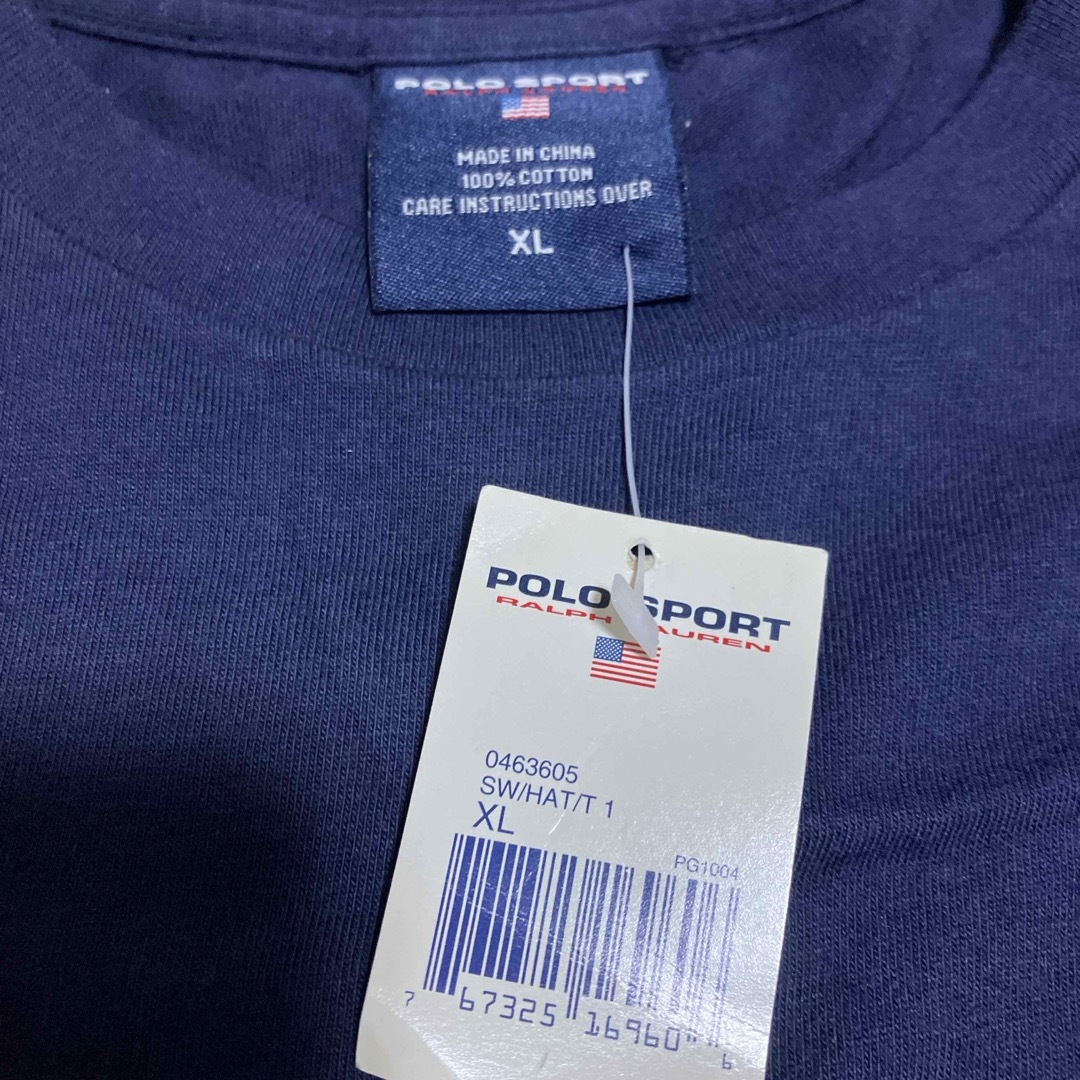 POLO SPORT
RALPH LAUREN
MADE IN CHINA
100% COTTON
CARE INSTRUCTIONS OVER
XL
POLO SPORT
RALPH LAUREN
0463605
SW/HAT/T 1
XL
PG1004
7 67325 16960 6